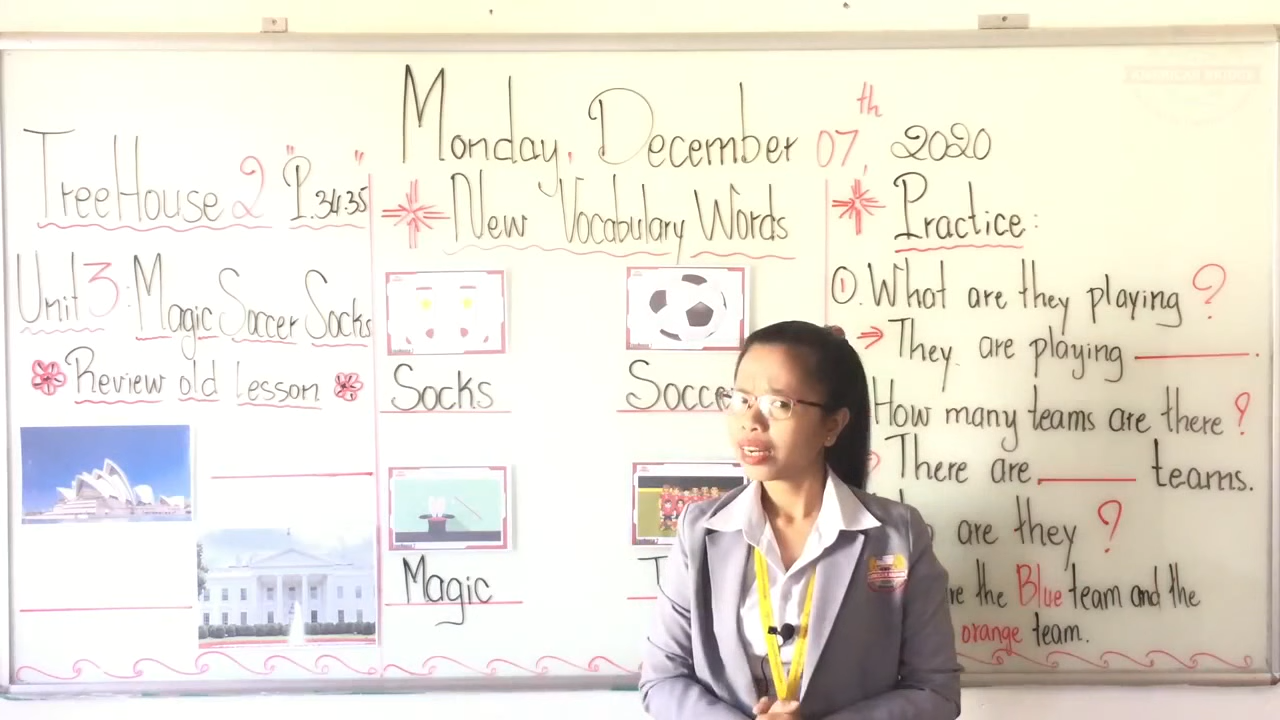 Monday, December 07th, 2020
TreeHouse 2 "P.34-35"
Unit 3: Magic Soccer Socks
Review old Lesson
New Vocabulary Words
Socks
Magic
Practice:
1. What are they playing?
They are playing ______.
How many teams are there?
There are ______ teams.
are they?
the Blue team and the
orange team.